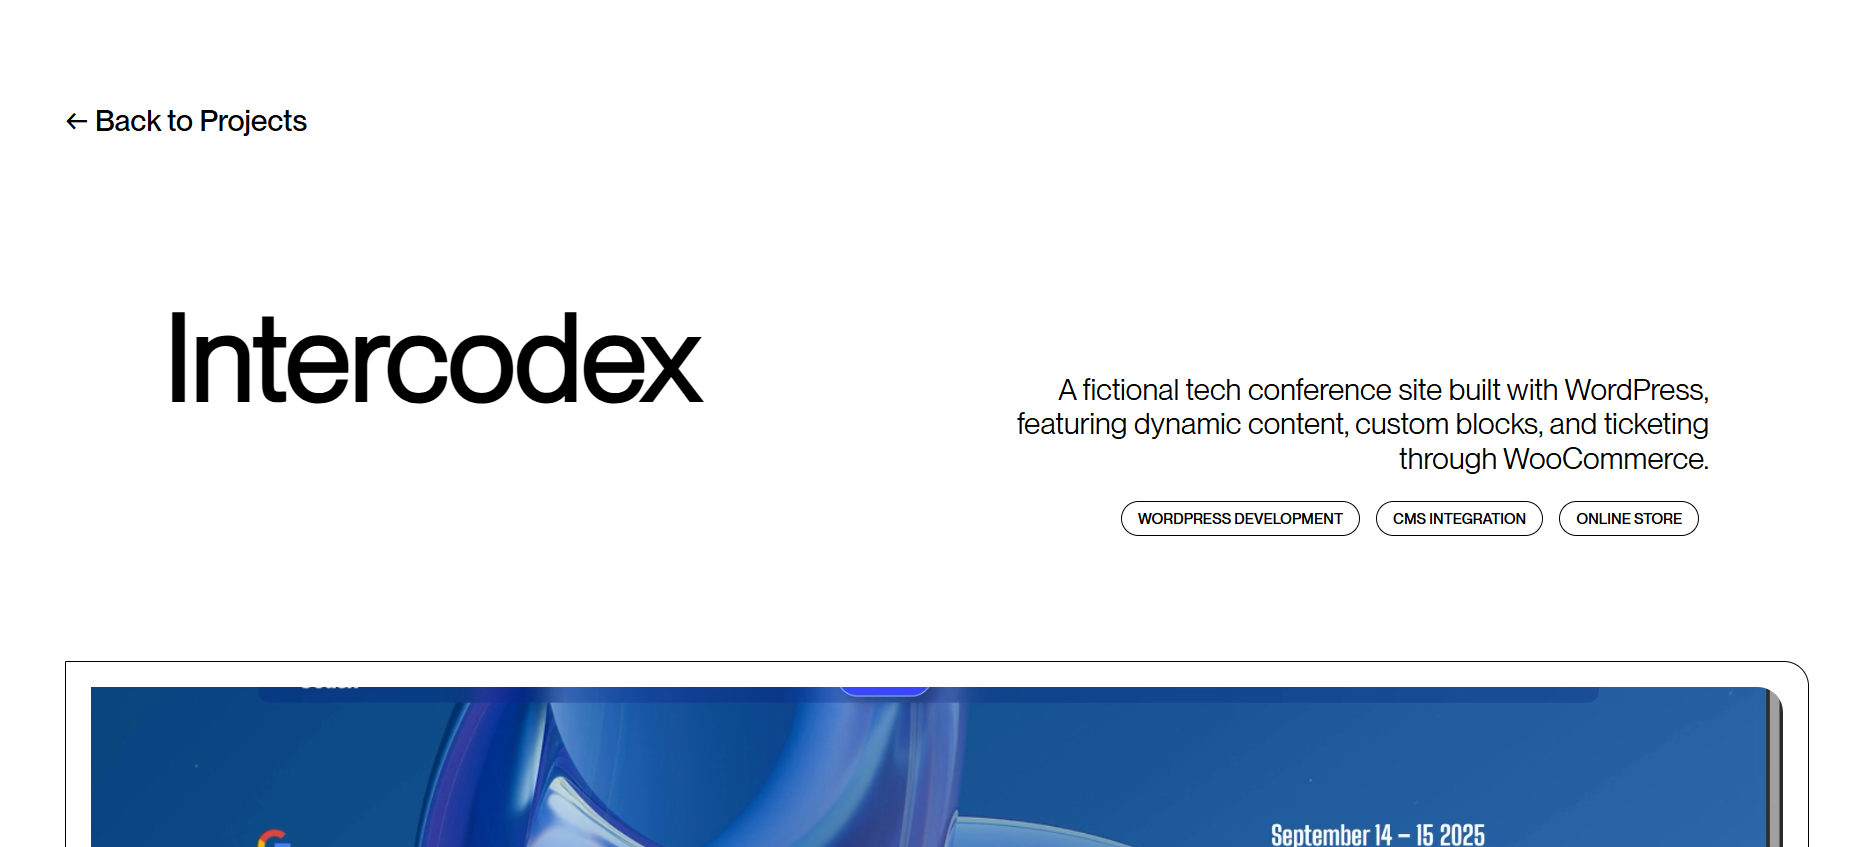 ← Back to Projects
Intercodex
A fictional tech conference site built with WordPress,
featuring dynamic content, custom blocks, and ticketing
through WooCommerce.
WORDPRESS DEVELOPMENT
CMS INTEGRATION
ONLINE STORE
September 14 – 15 2025